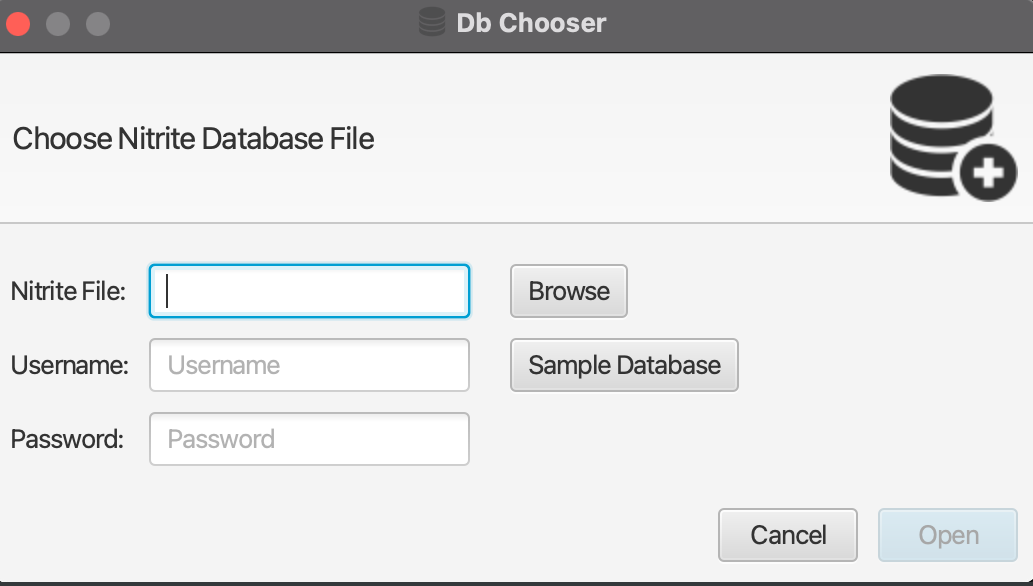 Db Chooser
Choose Nitrite Database File
Nitrite File: Browse
Username: Username Sample Database
Password: Password
Cancel Open